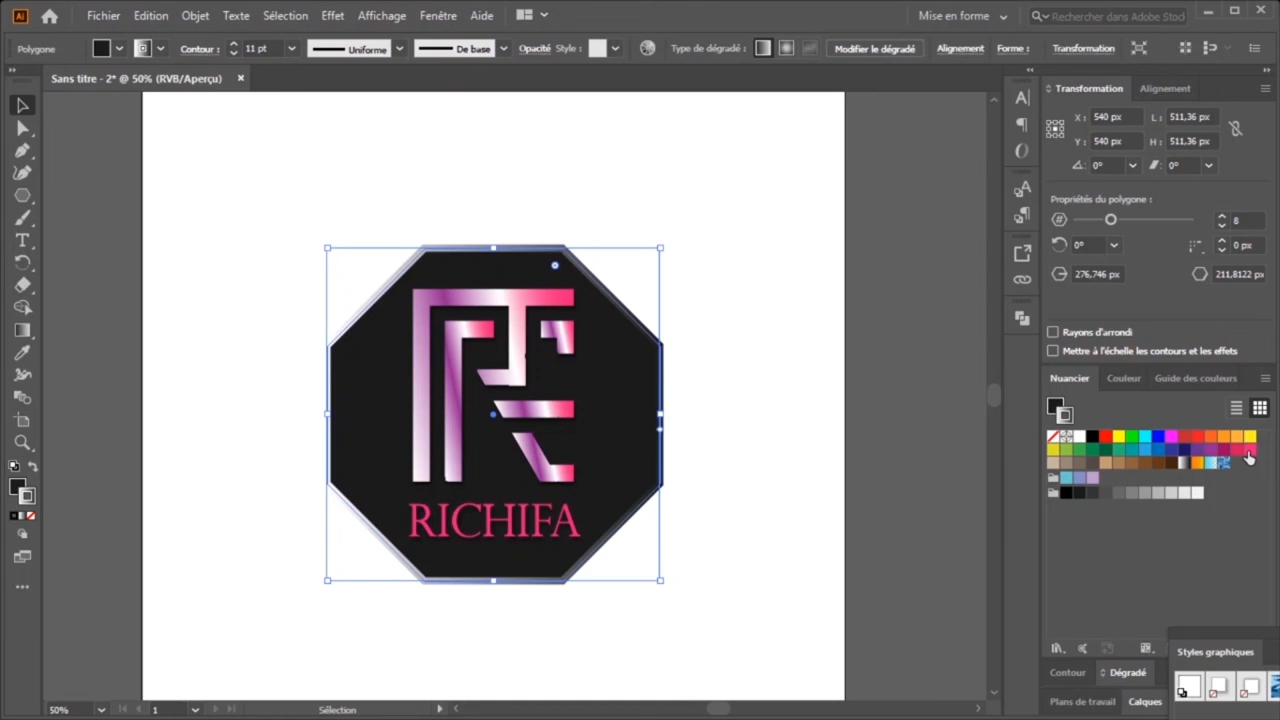 Ai Fichier Edition Objet Texte Sélection Effet Affichage Fenêtre Aide Mise en forme Rechercher dans Adobe Stock
Polygone Contour : 11 pt Uniforme De base Opacité Style : Type de dégradé : Modifier le dégradé Alignement Forme : Transformation
Sans titre - 2* @ 50% (RVB/Aperçu) ×
Transformation Alignement
X : 540 px L : 511,36 px
Y : 540 px H : 511,36 px
0° 0°
Propriétés du polygone :
8
0° 0 px
276,746 px 211,8122 px
Rayons d'arrondi
Mettre à l'échelle les contours et les effets
Nuancier Couleur Guide des couleurs
RICHIFA
Styles graphiques
Contour Dégradé
Plans de travail Calques
50% 1 Sélection